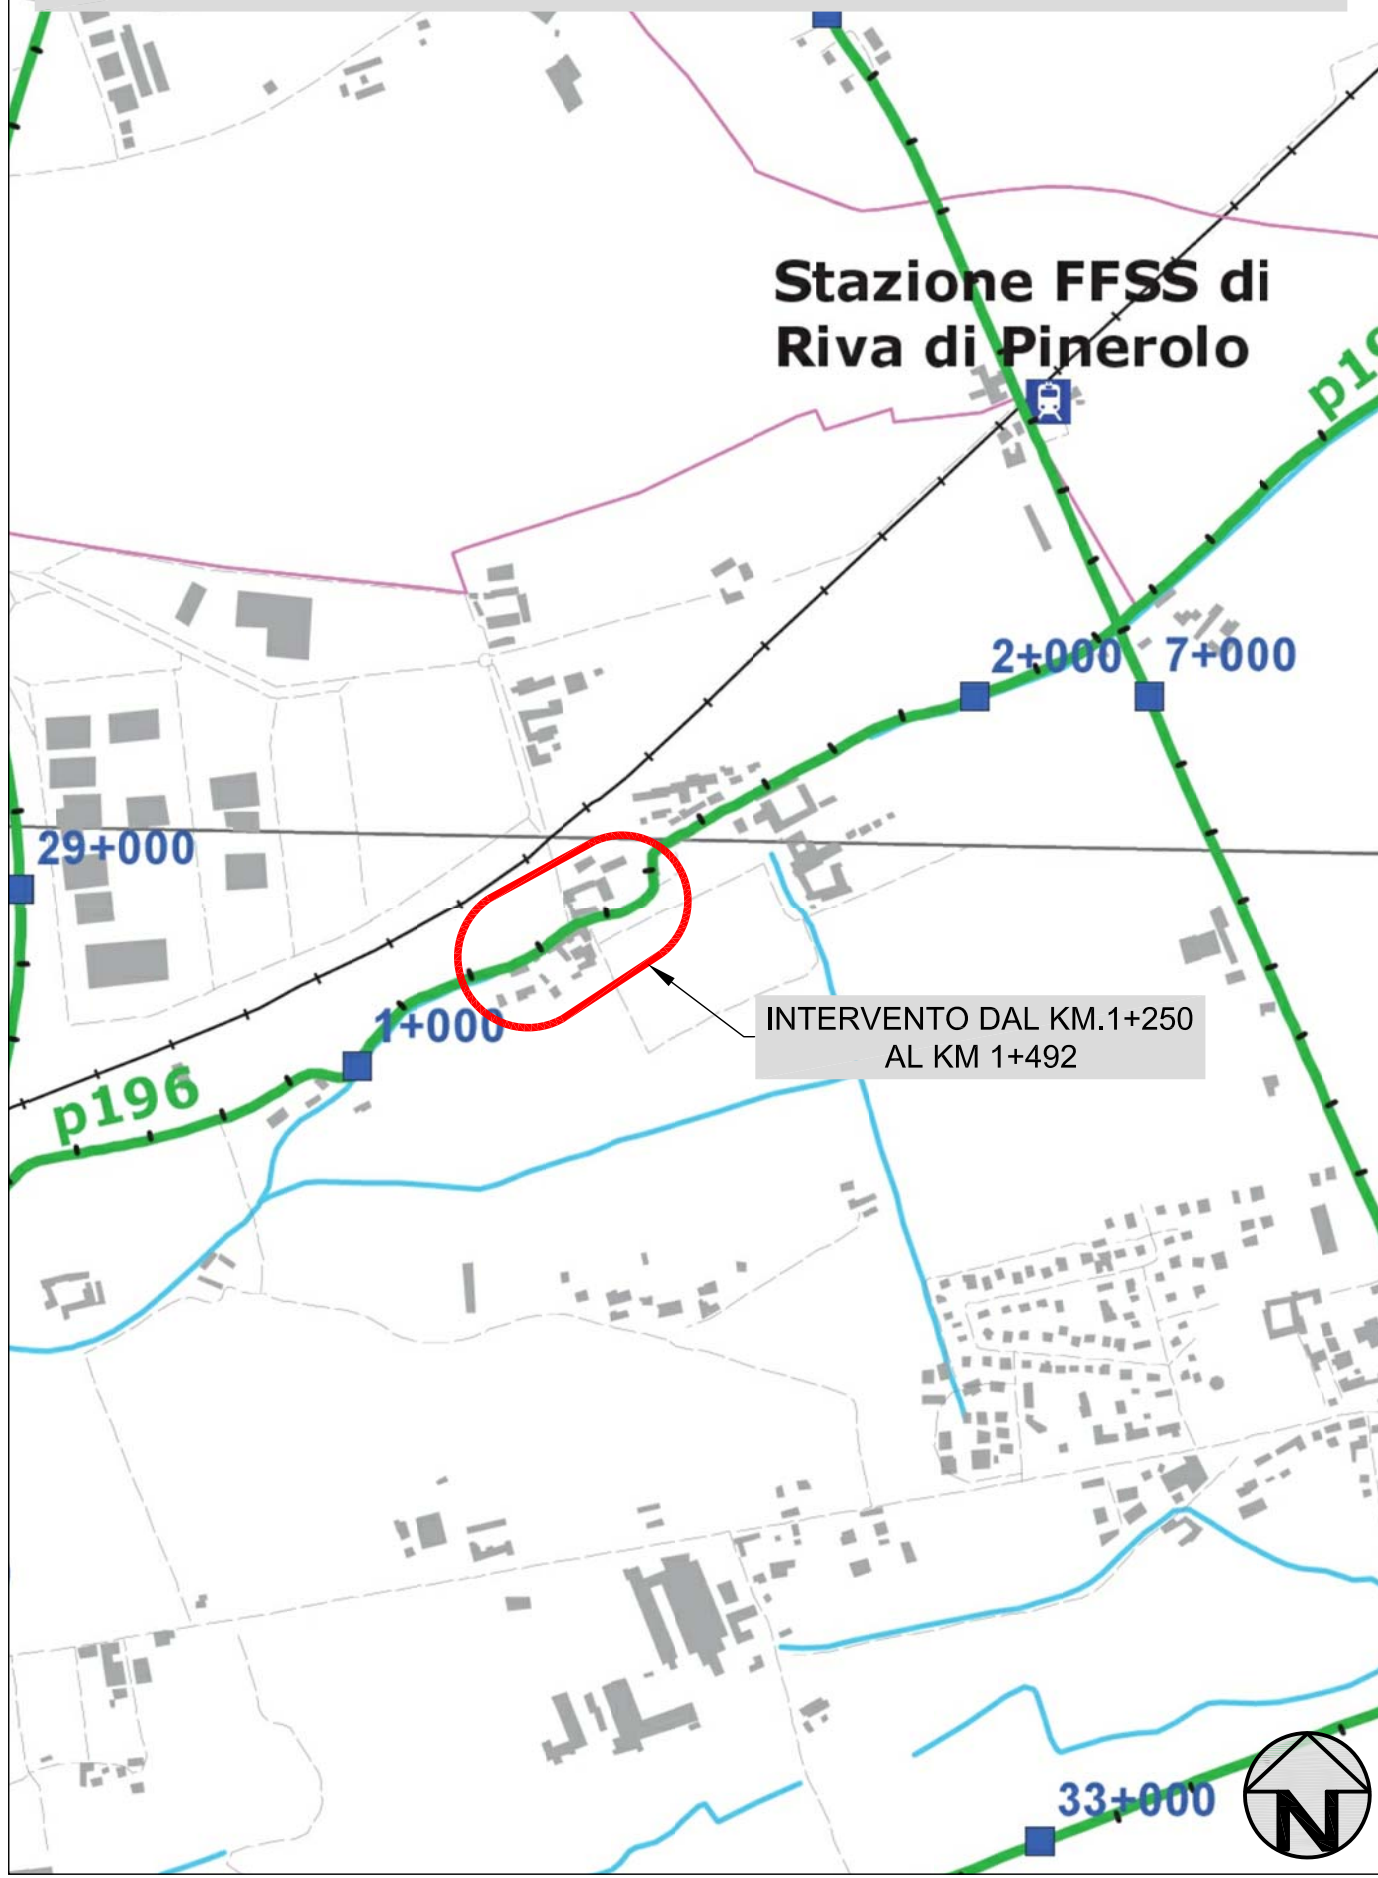 Stazione FFSS di
Riva di Pinerolo
p19
2+000
7+000
29+000
1+000
INTERVENTO DAL KM.1+250
AL KM 1+492
p196
33+000
N